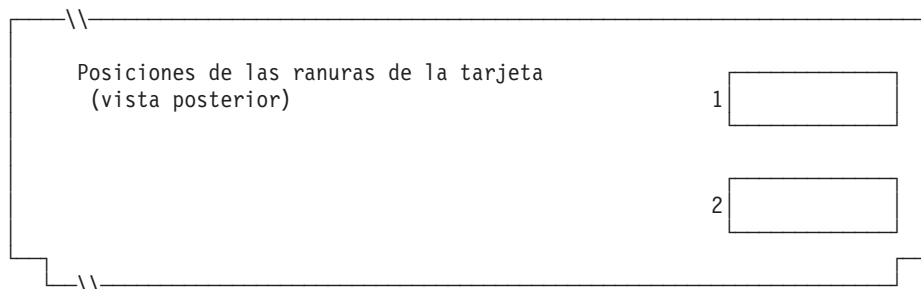 \\
Posiciones de las ranuras de la tarjeta
(vista posterior)
1
2
\\